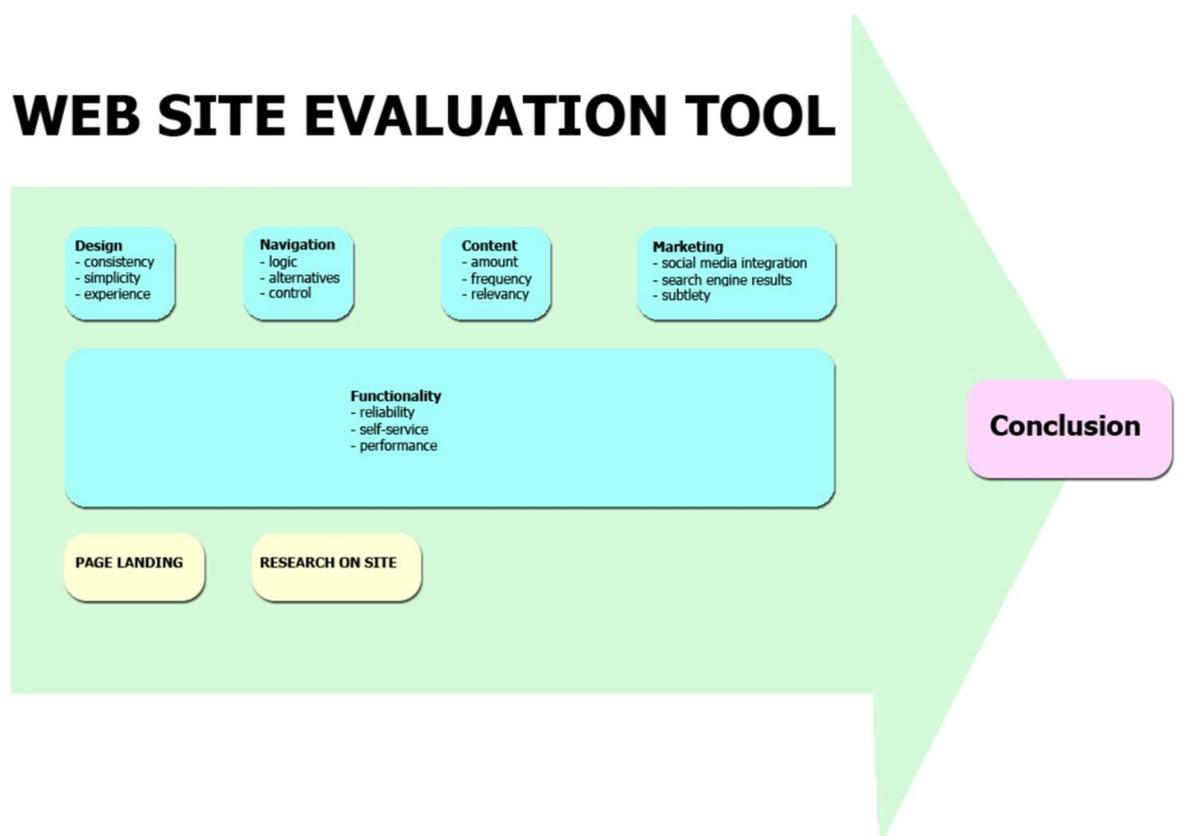 WEB SITE EVALUATION TOOL
Design
- consistency
- simplicity
- experience
Navigation
- logic
- alternatives
- control
Content
- amount
- frequency
- relevancy
Marketing
- social media integration
- search engine results
- subtlety
Functionality
- reliability
- self-service
- performance
Conclusion
PAGE LANDING
RESEARCH ON SITE